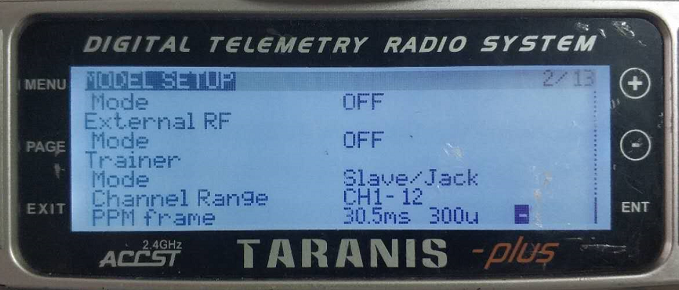 DIGITAL TELEMETRY RADIO SYSTEM
MENU
MODEL SETUP 2/13
+
Mode OFF
External RF
Mode OFF
PAGE
-
Trainer
Mode Slave/Jack
Channel Range CH1-12
EXIT
ENT
PPM frame 30.5ms 300u -
2.4GHz
ACCST
TARANIS -plus